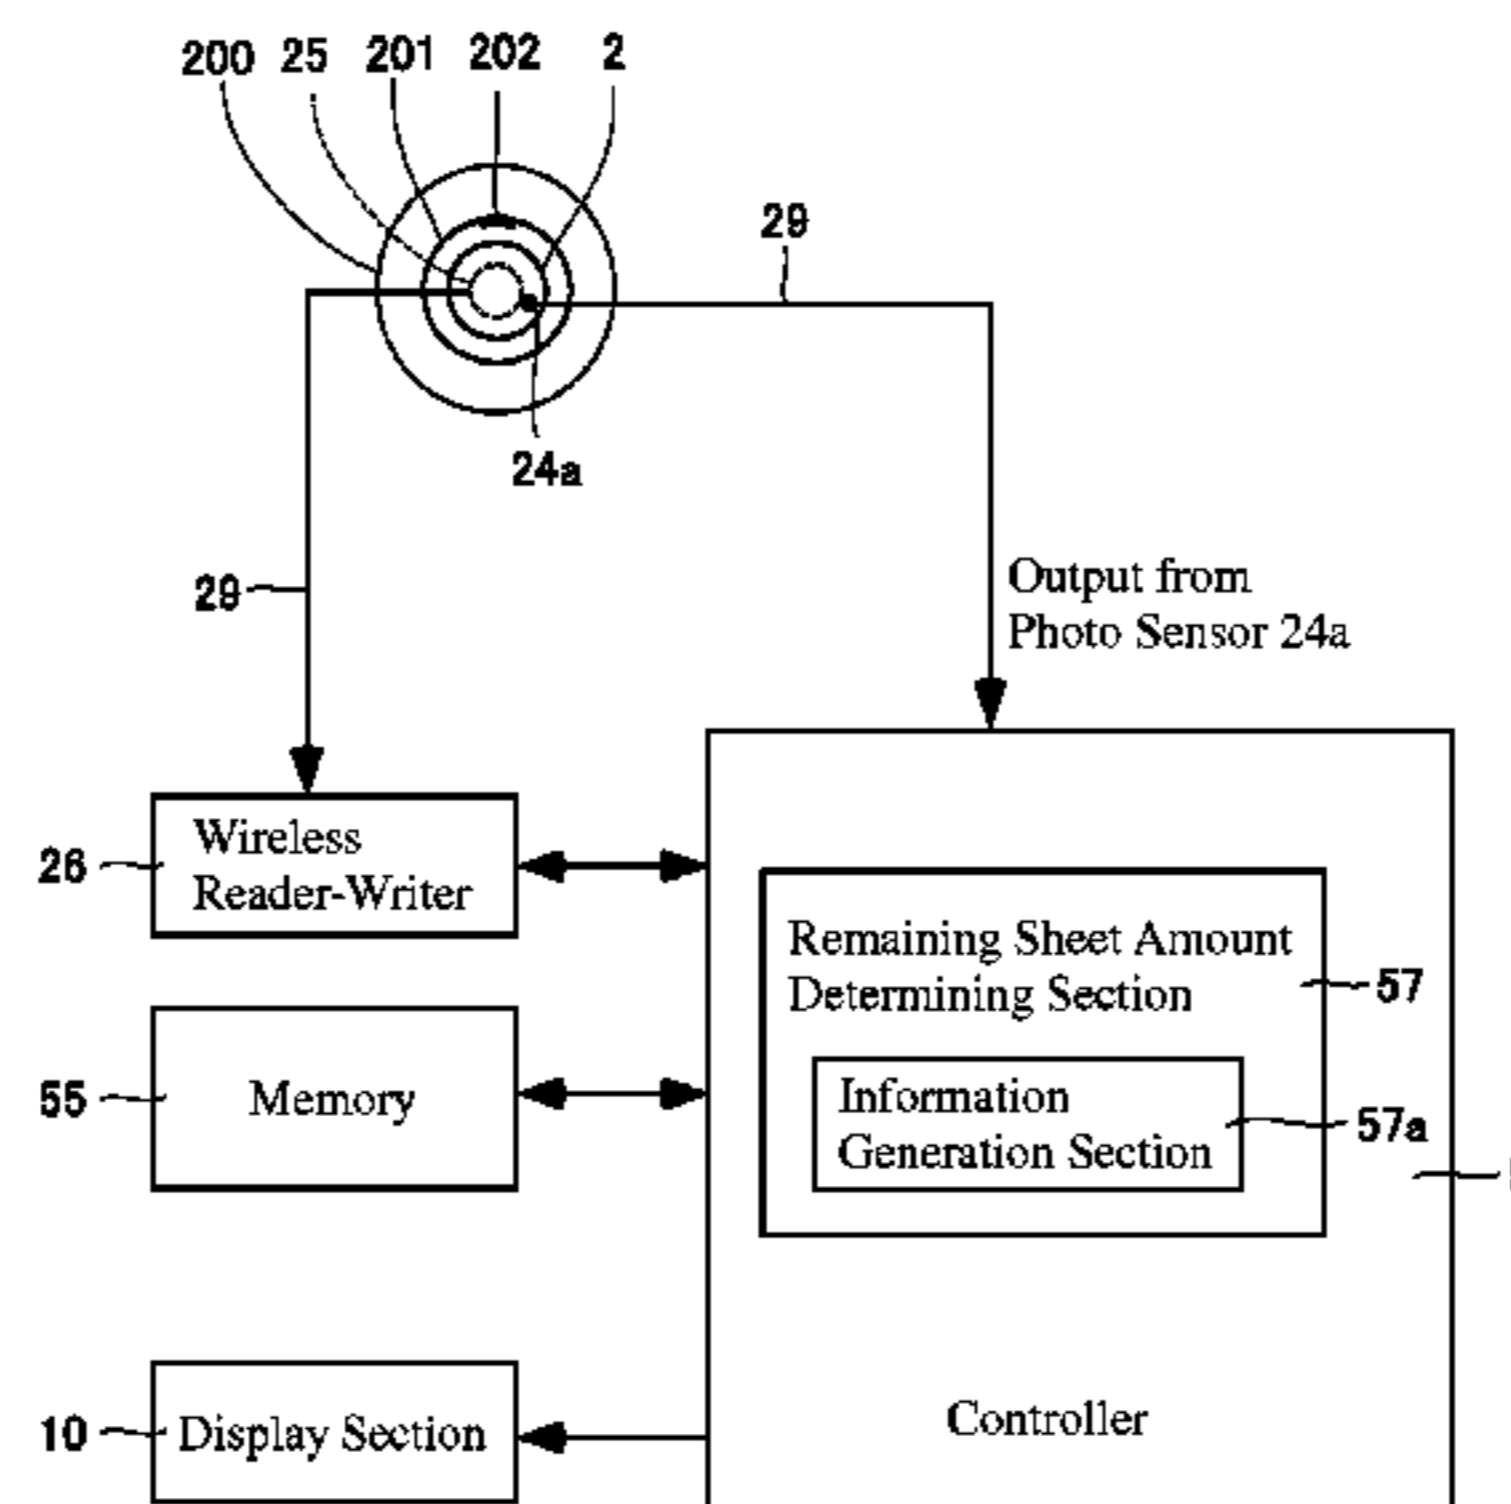 200 25 201 202 2
29
24a
Output from
Photo Sensor 24a
29
Wireless
Reader-Writer
26
Remaining Sheet Amount
Determining Section
57
Memory
55
Information
Generation Section
57a
Controller
Display Section
10